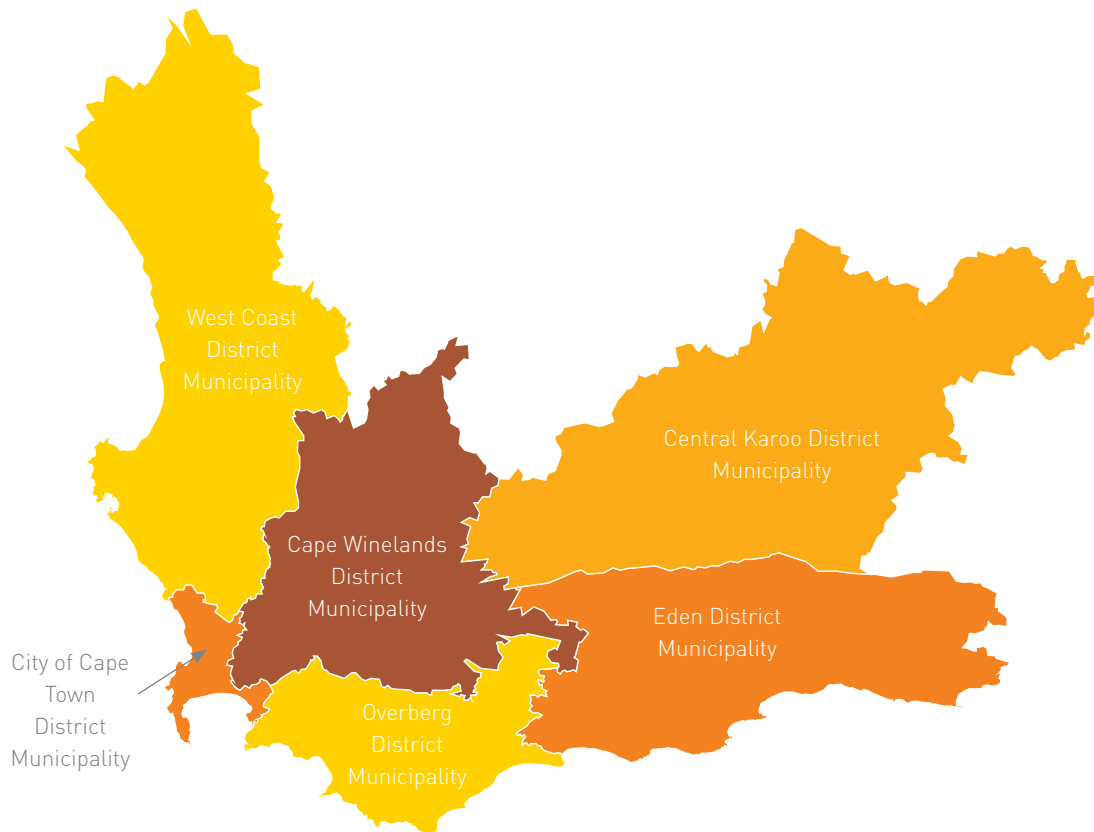 West Coast
District
Municipality
Central Karoo District
Municipality
Cape Winelands
District
Municipality
Eden District
Municipality
City of Cape
Town
District
Municipality
Overberg
District
Municipality